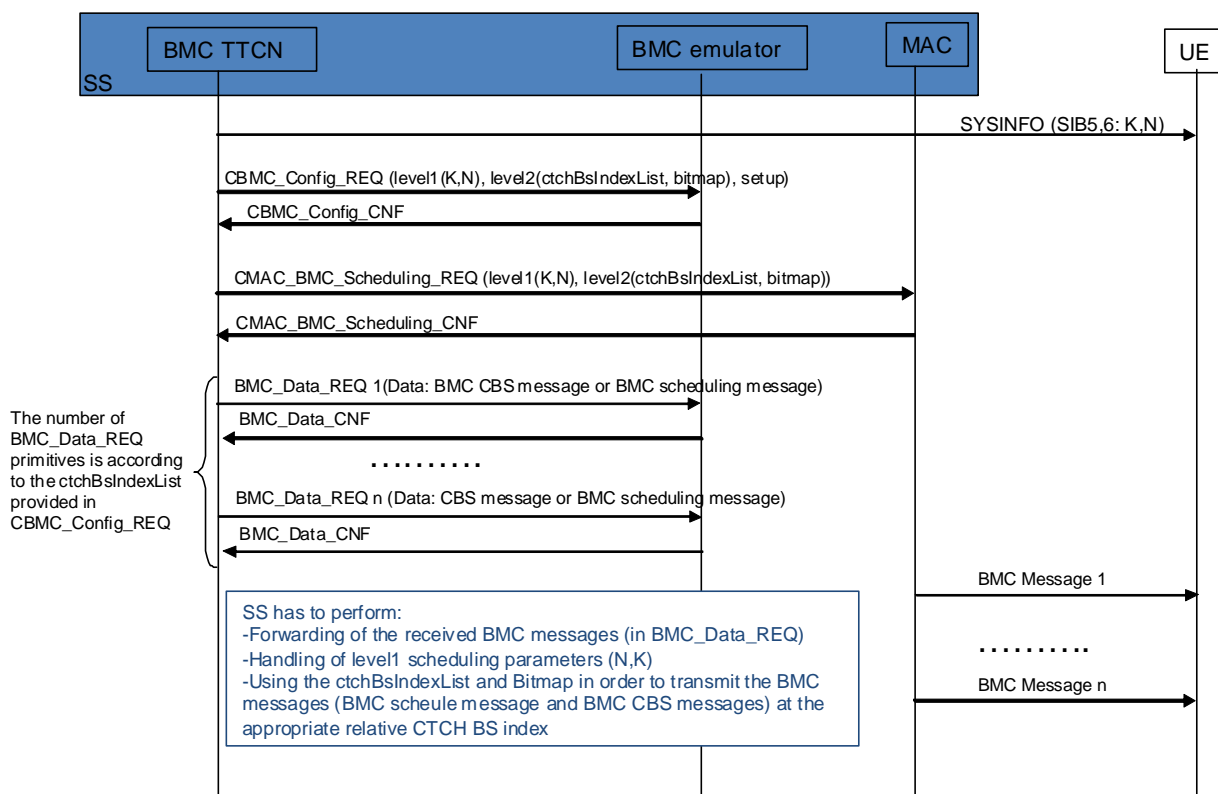 BMC TTCN
BMC emulator
MAC
UE
SS
SYSINFO (SIB5,6: K,N)
CBMC_Config_REQ (level1(K,N), level2(ctchBsIndexList, bitmap), setup)
CBMC_Config_CNF
CMAC_BMC_Scheduling_REQ (level1(K,N), level2(ctchBsIndexList, bitmap))
CMAC_BMC_Scheduling_CNF
BMC_Data_REQ 1(Data: BMC CBS message or BMC scheduling message)
BMC_Data_CNF
..........
BMC_Data_REQ n (Data: CBS message or BMC scheduling message)
BMC_Data_CNF
The number of
BMC_Data_REQ
primitives is according
to the ctchBsIndexList
provided in
CBMC_Config_REQ
BMC Message 1
..........
BMC Message n
SS has to perform:
-Forwarding of the received BMC messages (in BMC_Data_REQ)
-Handling of level1 scheduling parameters (N,K)
-Using the ctchBsIndexList and Bitmap in order to transmit the BMC
messages (BMC scheule message and BMC CBS messages) at the
appropriate relative CTCH BS index